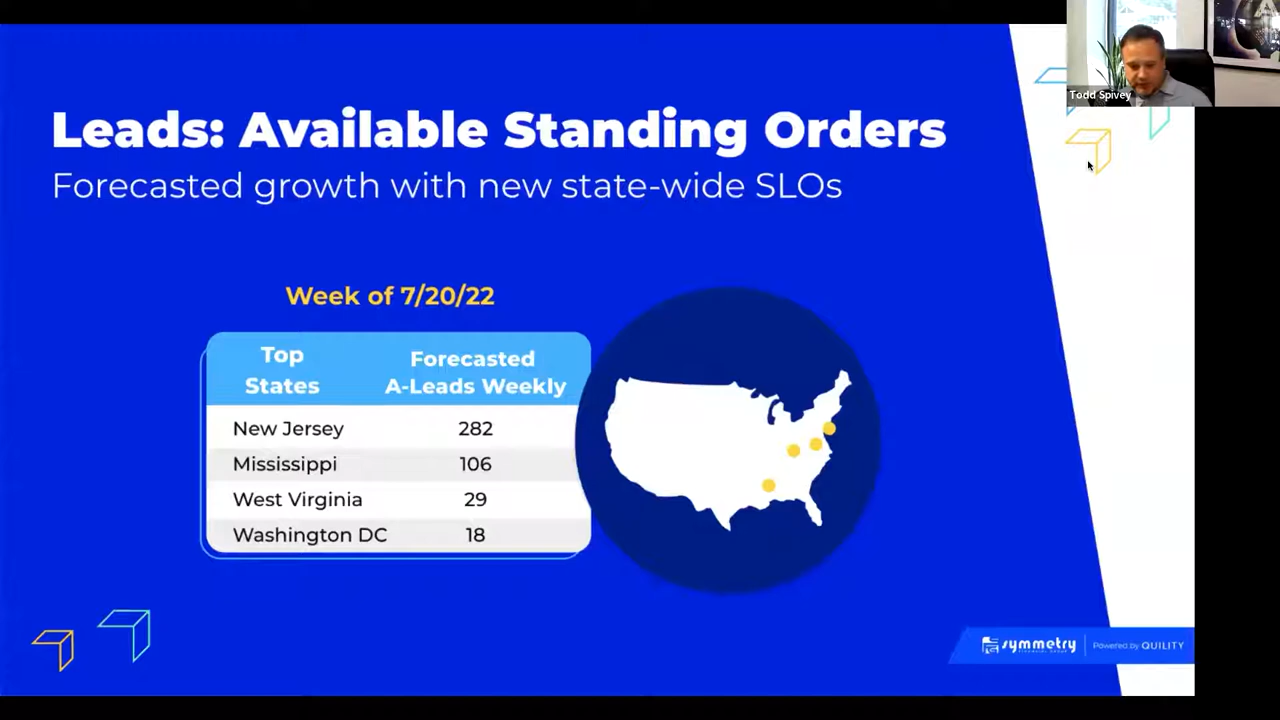 Todd Spivey
Leads: Available Standing Orders
Forecasted growth with new state-wide SLOs
Week of 7/20/22
Top States
Forecasted A-Leads Weekly
New Jersey 282
Mississippi 106
West Virginia 29
Washington DC 18
symmetry
Powered by QUILITY